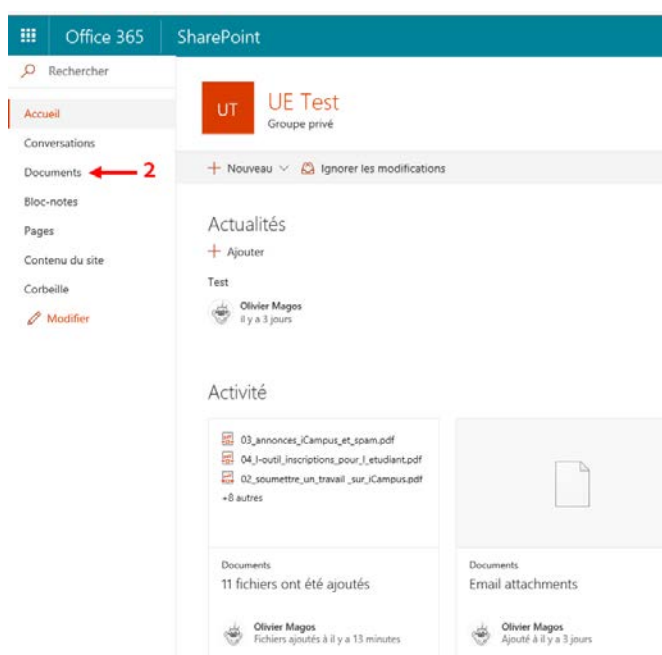 Office 365 SharePoint
Rechercher
Accueil
Conversations
Documents 2
Bloc-notes
Pages
Contenu du site
Corbeille
Modifier
UT
UE Test
Groupe privé
Nouveau Ignorer les modifications
Actualités
Ajouter
Test
Olivier Magos
il y a 3 jours
Activité
03_annonces_iCampus_et_spam.pdf
04_l-outil_inscriptions_pour_l_etudiant.pdf
02_soumettre_un_travail _sur_iCampus.pdf
+8 autres
Documents
11 fichiers ont été ajoutés
Olivier Magos
Fichiers ajoutés à il y a 13 minutes
Documents
Email attachments
Olivier Magos
Ajouté à il y a 3 jours